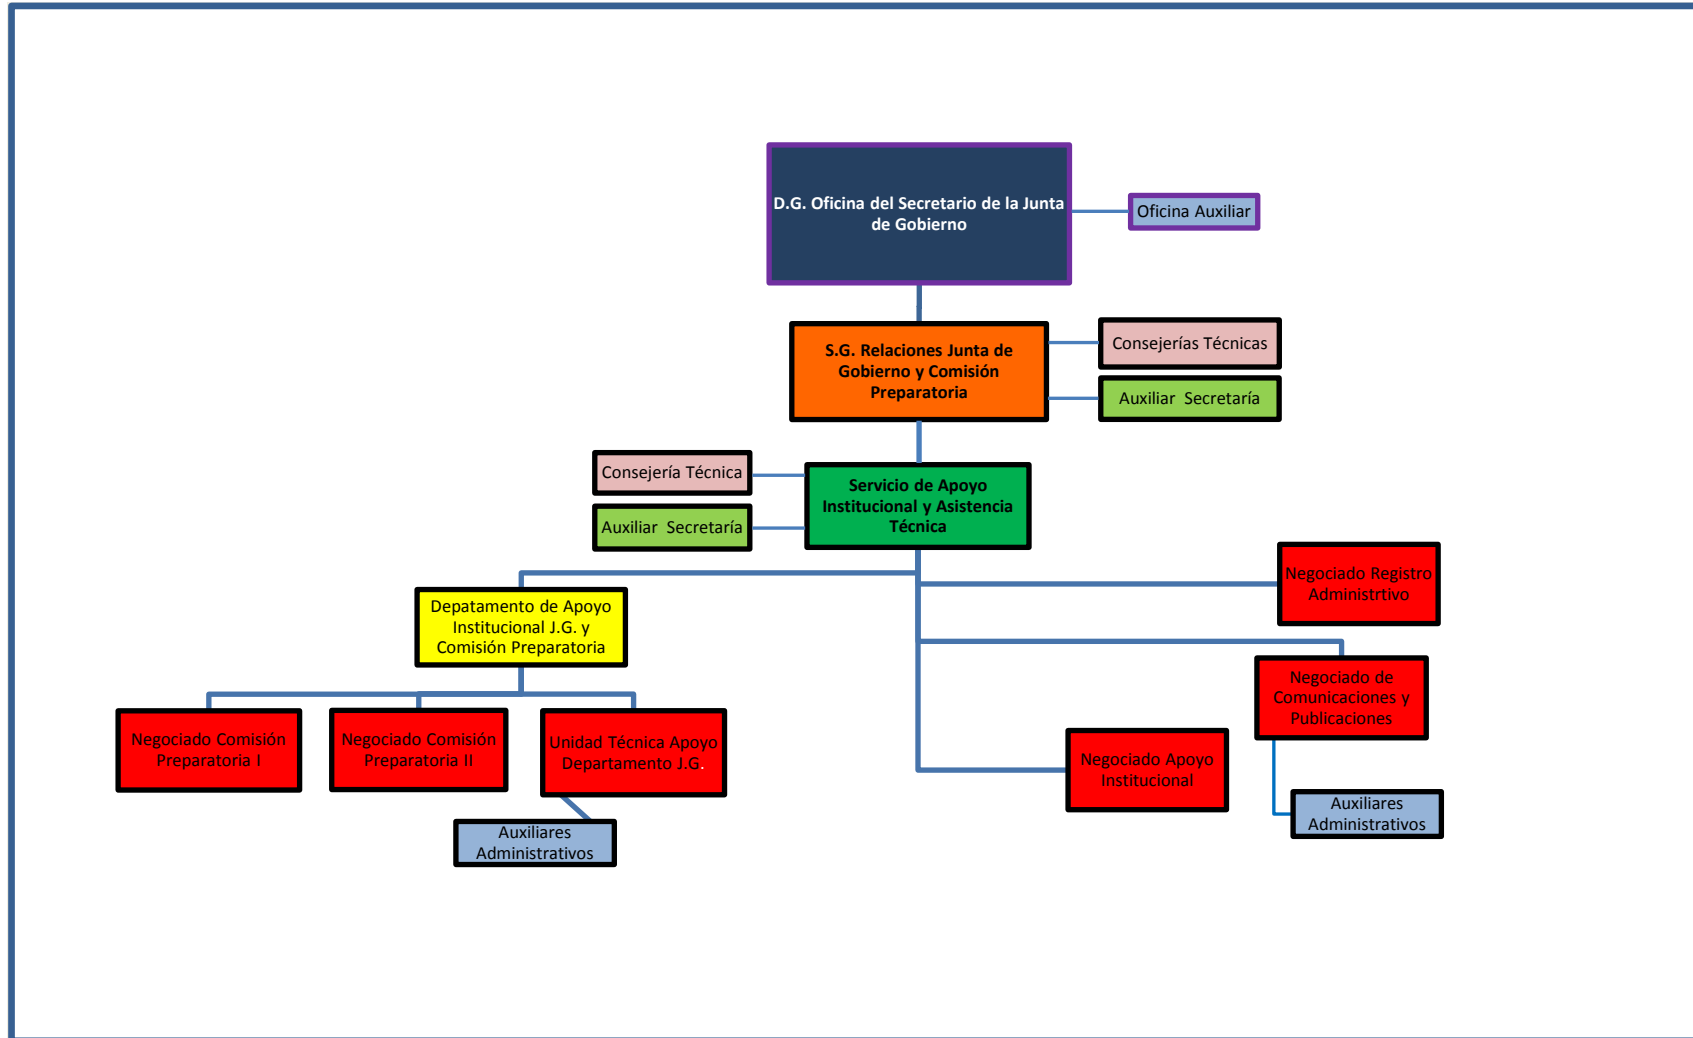 D.G. Oficina del Secretario de la Junta
de Gobierno
Oficina Auxiliar
S.G. Relaciones Junta de
Gobierno y Comisión
Preparatoria
Consejerías Técnicas
Auxiliar  Secretaría
Consejería Técnica
Auxiliar  Secretaría
Servicio de Apoyo
Institucional y Asistencia
Técnica
Negociado Registro
Administrtivo
Depatamento de Apoyo
Institucional J.G. y
Comisión Preparatoria
Negociado de
Comunicaciones y
Publicaciones
Negociado Comisión
Preparatoria I
Negociado Comisión
Preparatoria II
Unidad Técnica Apoyo
Departamento J.G.
Negociado Apoyo
Institucional
Auxiliares
Administrativos
Auxiliares
Administrativos